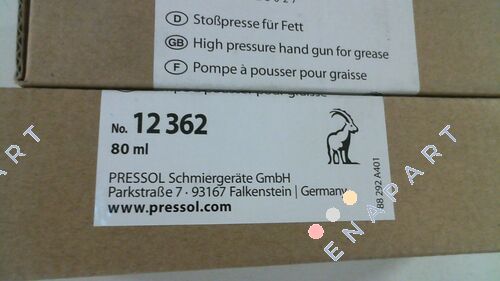 Ⓓ Stoßpresse für Fett
GB High pressure hand gun for grease
Ⓕ Pompe à pousser pour graisse
No. 12 362
80 ml
PRESSOL Schmiergeräte GmbH
Parkstraße 7 · 93167 Falkenstein | Germany
www.pressol.com
88 292 A401
ENAPART